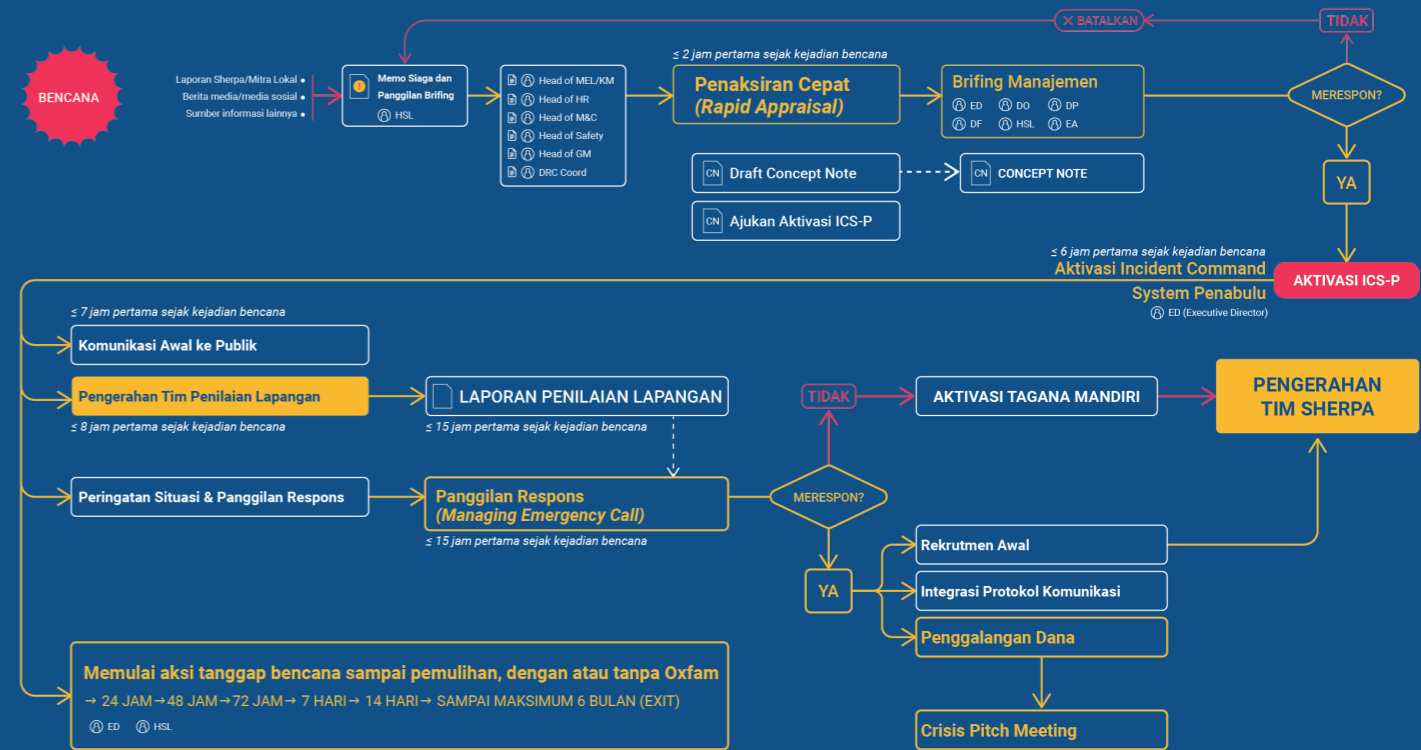 BENCANA
Laporan Sherpa/Mitra Lokal
Berita media/media sosial
Sumber informasi lainnya
Memo Siaga dan
Panggilan Brifing
HSL
Head of MEL/KM
Head of HR
Head of M&C
Head of Safety
Head of GM
DRC Coord
≤ 2 jam pertama sejak kejadian bencana
Penaksiran Cepat
(Rapid Appraisal)
Brifing Manajemen
ED DO DP
DF HSL EA
× BATALKAN
TIDAK
MERESPON?
YA
CN Draft Concept Note
CN CONCEPT NOTE
CN Ajukan Aktivasi ICS-P
≤ 6 jam pertama sejak kejadian bencana
Aktivasi Incident Command
System Penabulu
ED (Executive Director)
AKTIVASI ICS-P
≤ 7 jam pertama sejak kejadian bencana
Komunikasi Awal ke Publik
Pengerahan Tim Penilaian Lapangan
≤ 8 jam pertama sejak kejadian bencana
LAPORAN PENILAIAN LAPANGAN
≤ 15 jam pertama sejak kejadian bencana
TIDAK
AKTIVASI TAGANA MANDIRI
PENGERAHAN
TIM SHERPA
Peringatan Situasi & Panggilan Respons
Panggilan Respons
(Managing Emergency Call)
≤ 15 jam pertama sejak kejadian bencana
MERESPON?
YA
Rekrutmen Awal
Integrasi Protokol Komunikasi
Penggalangan Dana
Crisis Pitch Meeting
Memulai aksi tanggap bencana sampai pemulihan, dengan atau tanpa Oxfam
→ 24 JAM → 48 JAM → 72 JAM → 7 HARI → 14 HARI → SAMPAI MAKSIMUM 6 BULAN (EXIT)
ED HSL